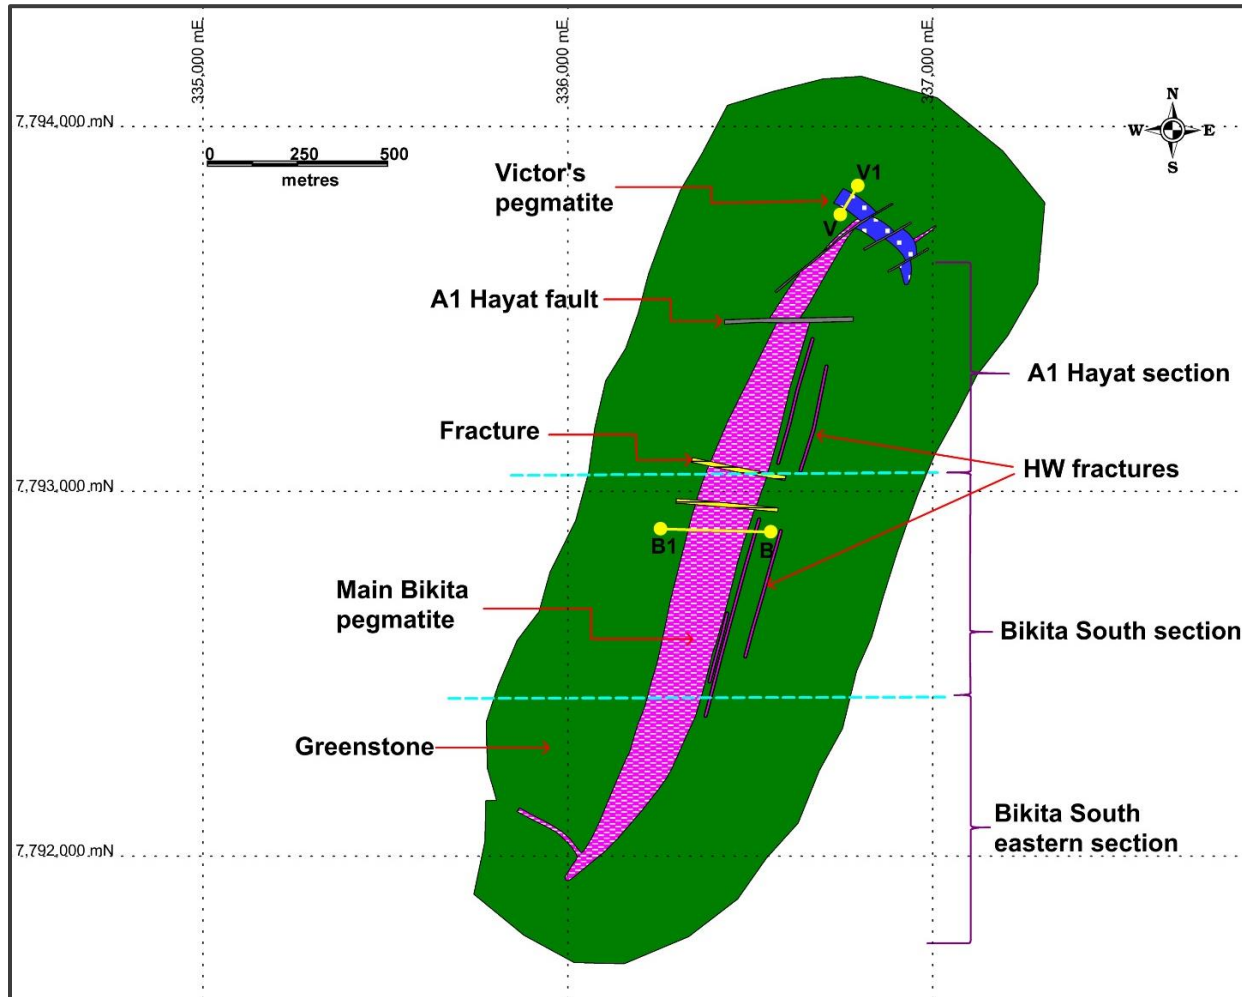 335,000 mE.
336,000 mE.
337,000 mE.
7,794,000 mN
0 250 500
metres
N
W E
S
Victor's
pegmatite
V1
V
A1 Hayat fault
A1 Hayat section
Fracture
HW fractures
7,793,000 mN
B1 B
Main Bikita
pegmatite
Bikita South section
Greenstone
Bikita South
eastern section
7,792,000 mN